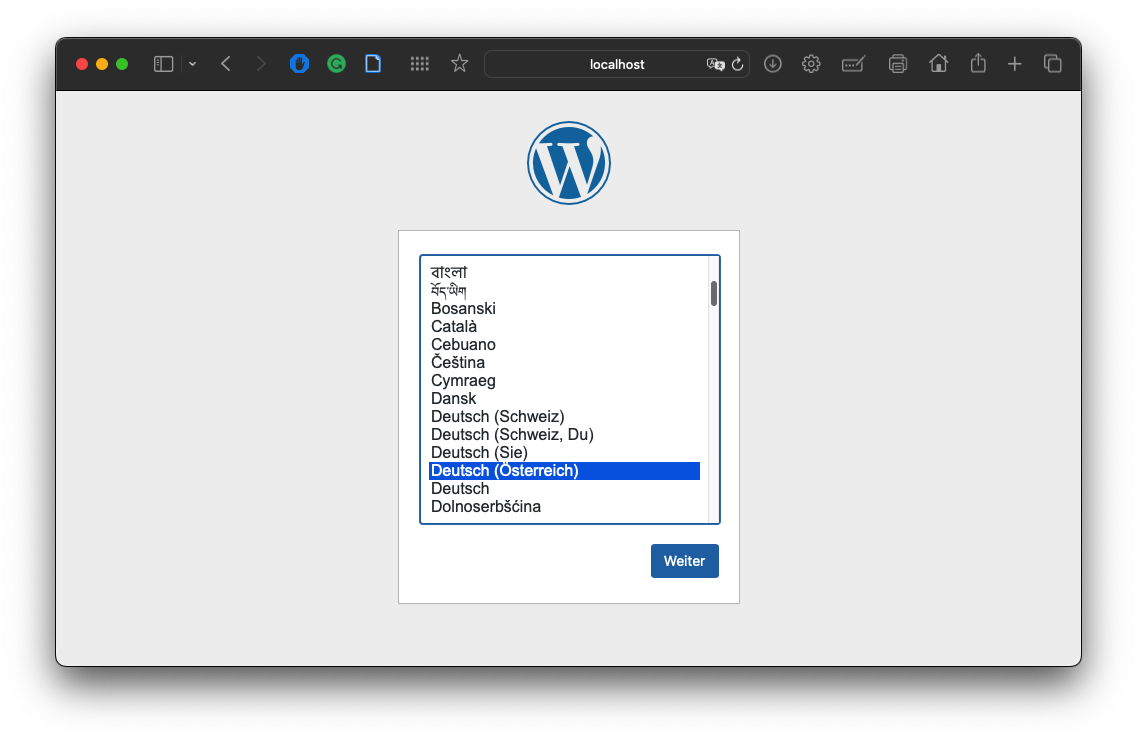 localhost
বাংলা
བོད་ཡིག
Bosanski
Català
Cebuano
Čeština
Cymraeg
Dansk
Deutsch (Schweiz)
Deutsch (Schweiz, Du)
Deutsch (Sie)
Deutsch (Österreich)
Deutsch
Dolnoserbšćina
Weiter